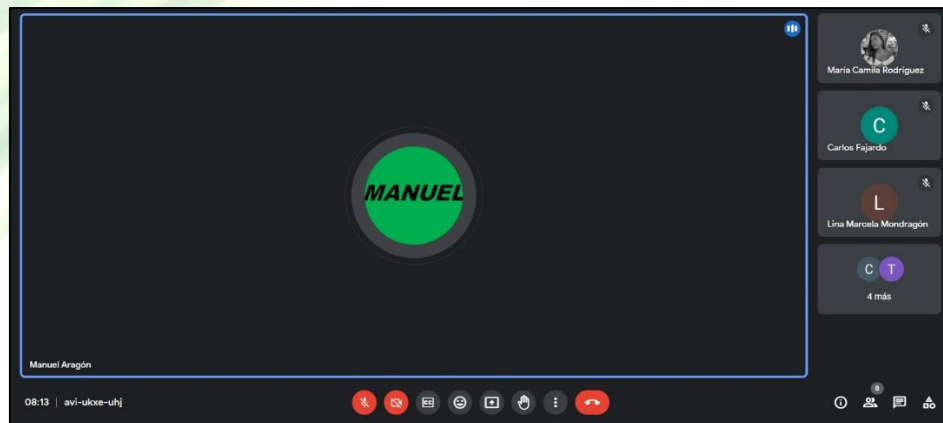 MANUEL
Manuel Aragón
María Camila Rodríguez
C
Carlos Fajardo
L
Lina Marcela Mondragón
C T
4 más
08:13 | avi-ukxe-uhj
CC
8